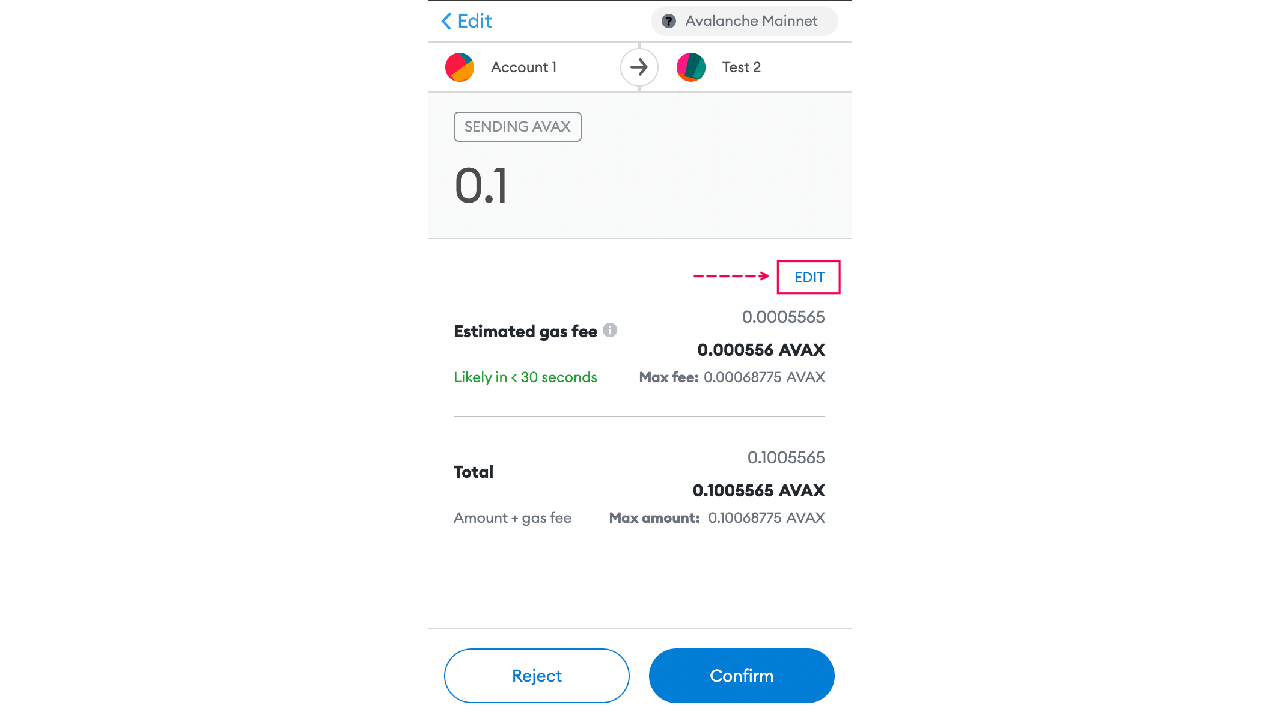 Edit
? Avalanche Mainnet
Account 1
Test 2
SENDING AVAX
0.1
EDIT
0.0005565
Estimated gas fee i
0.000556 AVAX
Likely in < 30 seconds Max fee: 0.00068775 AVAX
0.1005565
Total
0.1005565 AVAX
Amount + gas fee Max amount: 0.10068775 AVAX
Reject
Confirm